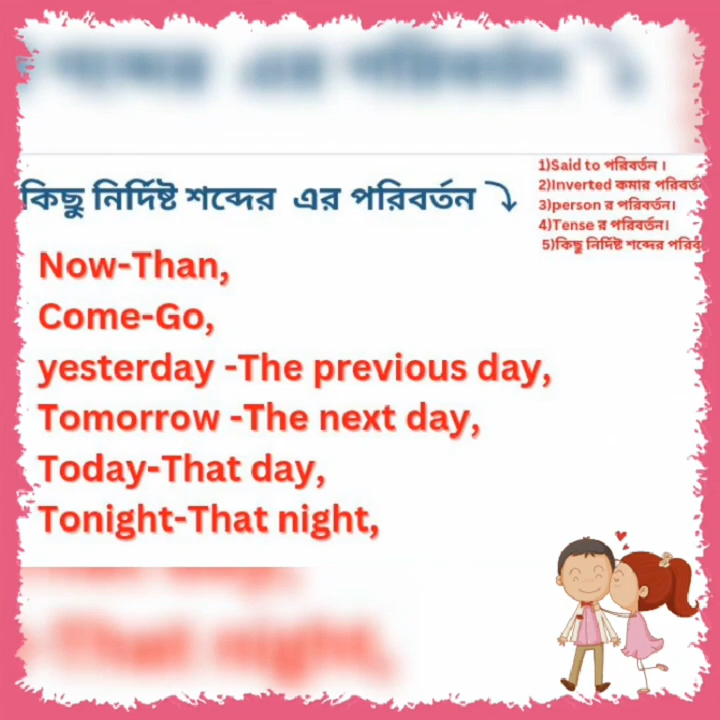 কিছু নির্দিষ্ট শব্দের এর পরিবর্তন
1)Said to পরিবর্তন ।
2)Inverted কমার
3)person র পরিবর্তন।
4)Tense র পরিবর্তন।
5)কিছু নির্দিষ্ট শব্দের
Now-Than,
Come-Go,
yesterday -The previous day,
Tomorrow -The next day,
Today-That day,
Tonight-That night,